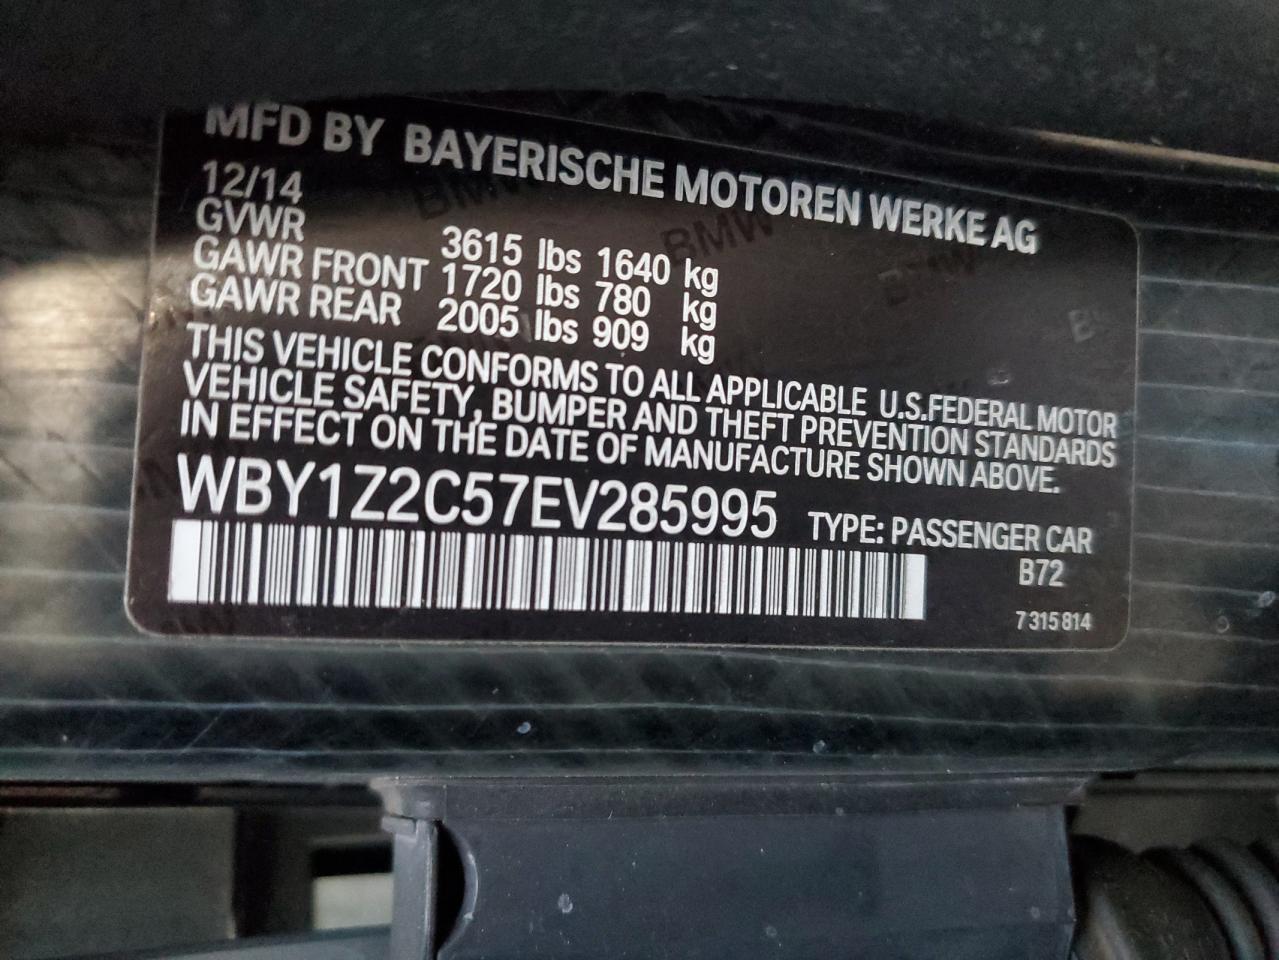 MFD BY BAYERISCHE MOTOREN WERKE AG
12/14
GVWR 3615 lbs 1640 kg
GAWR FRONT 1720 lbs 780 kg
GAWR REAR 2005 lbs 909 kg
THIS VEHICLE CONFORMS TO ALL APPLICABLE U.S.FEDERAL MOTOR
VEHICLE SAFETY, BUMPER AND THEFT PREVENTION STANDARDS
IN EFFECT ON THE DATE OF MANUFACTURE SHOWN ABOVE.
WBY1Z2C57EV285995 TYPE: PASSENGER CAR
B72
7 315 814